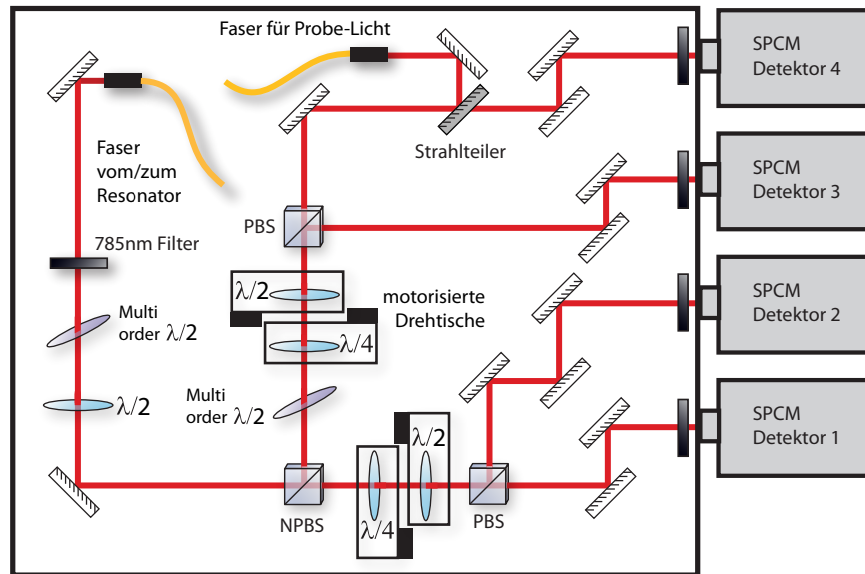 Faser für Probe-Licht
SPCM
Detektor 4
Faser
vom/zum
Resonator
Strahlteiler
SPCM
Detektor 3
PBS
785nm Filter
λ/2
motorisierte
Drehtische
SPCM
Detektor 2
Multi
order λ/2
λ/4
λ/2
Multi
order λ/2
λ/2
SPCM
Detektor 1
NPBS
λ/4
PBS